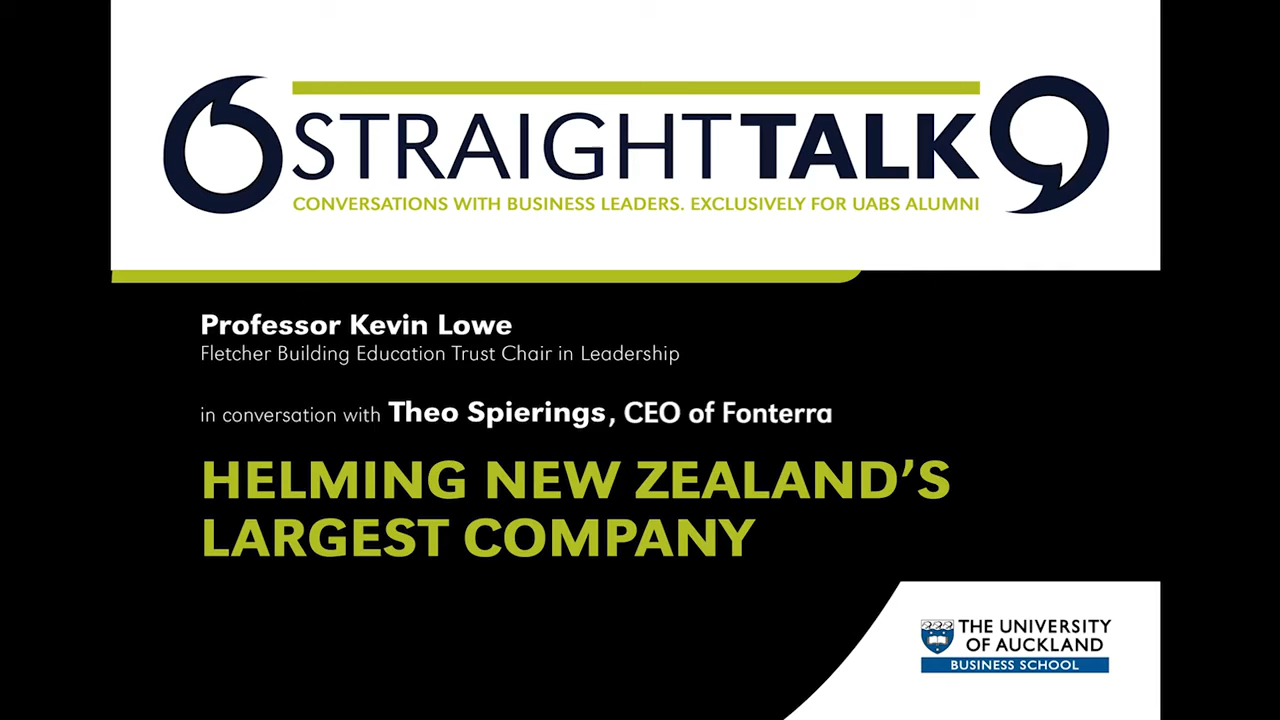 STRAIGHTTALK
CONVERSATIONS WITH BUSINESS LEADERS. EXCLUSIVELY FOR UABS ALUMNI
Professor Kevin Lowe
Fletcher Building Education Trust Chair in Leadership
in conversation with Theo Spierings, CEO of Fonterra
HELMING NEW ZEALAND’S
LARGEST COMPANY
THE UNIVERSITY
OF AUCKLAND
BUSINESS SCHOOL